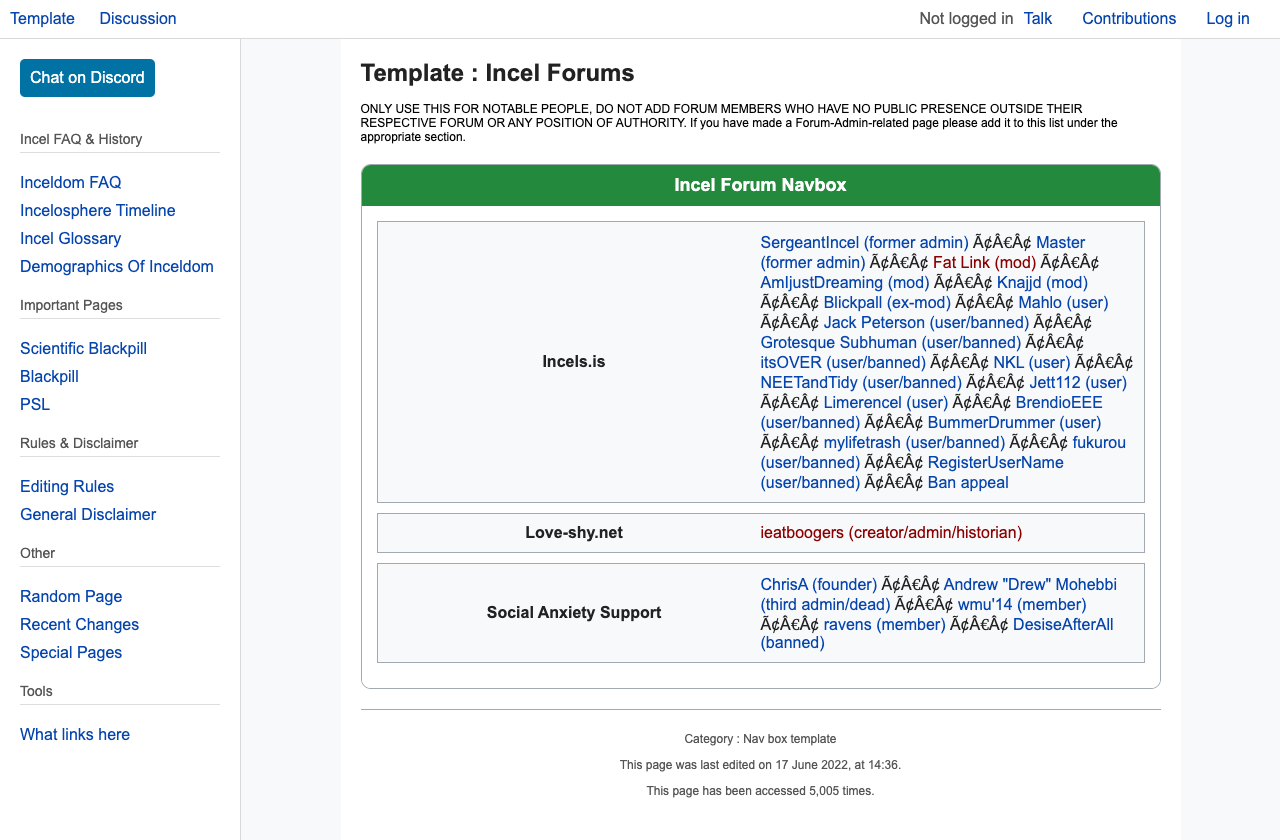 Template Discussion Not logged in Talk Contributions Log in
Chat on Discord
Incel FAQ & History
Inceldom FAQ
Incelosphere Timeline
Incel Glossary
Demographics Of Inceldom
Important Pages
Scientific Blackpill
Blackpill
PSL
Rules & Disclaimer
Editing Rules
General Disclaimer
Other
Random Page
Recent Changes
Special Pages
Tools
What links here
Template : Incel Forums
ONLY USE THIS FOR NOTABLE PEOPLE, DO NOT ADD FORUM MEMBERS WHO HAVE NO PUBLIC PRESENCE OUTSIDE THEIR
RESPECTIVE FORUM OR ANY POSITION OF AUTHORITY. If you have made a Forum-Admin-related page please add it to this list under the
appropriate section.
Incel Forum Navbox
Incels.is
SergeantIncel (former admin) Ã¢Â€Â¢ Master
(former admin) Ã¢Â€Â¢ Fat Link (mod) Ã¢Â€Â¢
AmIjustDreaming (mod) Ã¢Â€Â¢ Knajjd (mod)
Ã¢Â€Â¢ Blickpall (ex-mod) Ã¢Â€Â¢ Mahlo (user)
Ã¢Â€Â¢ Jack Peterson (user/banned) Ã¢Â€Â¢
Grotesque Subhuman (user/banned) Ã¢Â€Â¢
itsOVER (user/banned) Ã¢Â€Â¢ NKL (user) Ã¢Â€Â¢
NEETandTidy (user/banned) Ã¢Â€Â¢ Jett112 (user)
Ã¢Â€Â¢ Limerencel (user) Ã¢Â€Â¢ BrendioEEE
(user/banned) Ã¢Â€Â¢ BummerDrummer (user)
Ã¢Â€Â¢ mylifetrash (user/banned) Ã¢Â€Â¢ fukurou
(user/banned) Ã¢Â€Â¢ RegisterUserName
(user/banned) Ã¢Â€Â¢ Ban appeal
Love-shy.net
ieatboogers (creator/admin/historian)
Social Anxiety Support
ChrisA (founder) Ã¢Â€Â¢ Andrew "Drew" Mohebbi
(third admin/dead) Ã¢Â€Â¢ wmu'14 (member)
Ã¢Â€Â¢ ravens (member) Ã¢Â€Â¢ DesiseAfterAll
(banned)
Category : Nav box template
This page was last edited on 17 June 2022, at 14:36.
This page has been accessed 5,005 times.